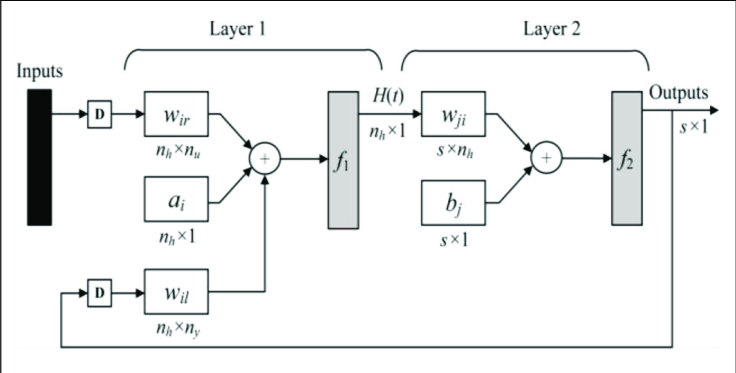 Layer 1
Layer 2
Inputs
Outputs
D
w_ir
n_h×n_u
a_i
n_h×1
+
f_1
H(t)
n_h×1
w_ji
s×n_h
b_j
s×1
+
f_2
s×1
D
w_il
n_h×n_y